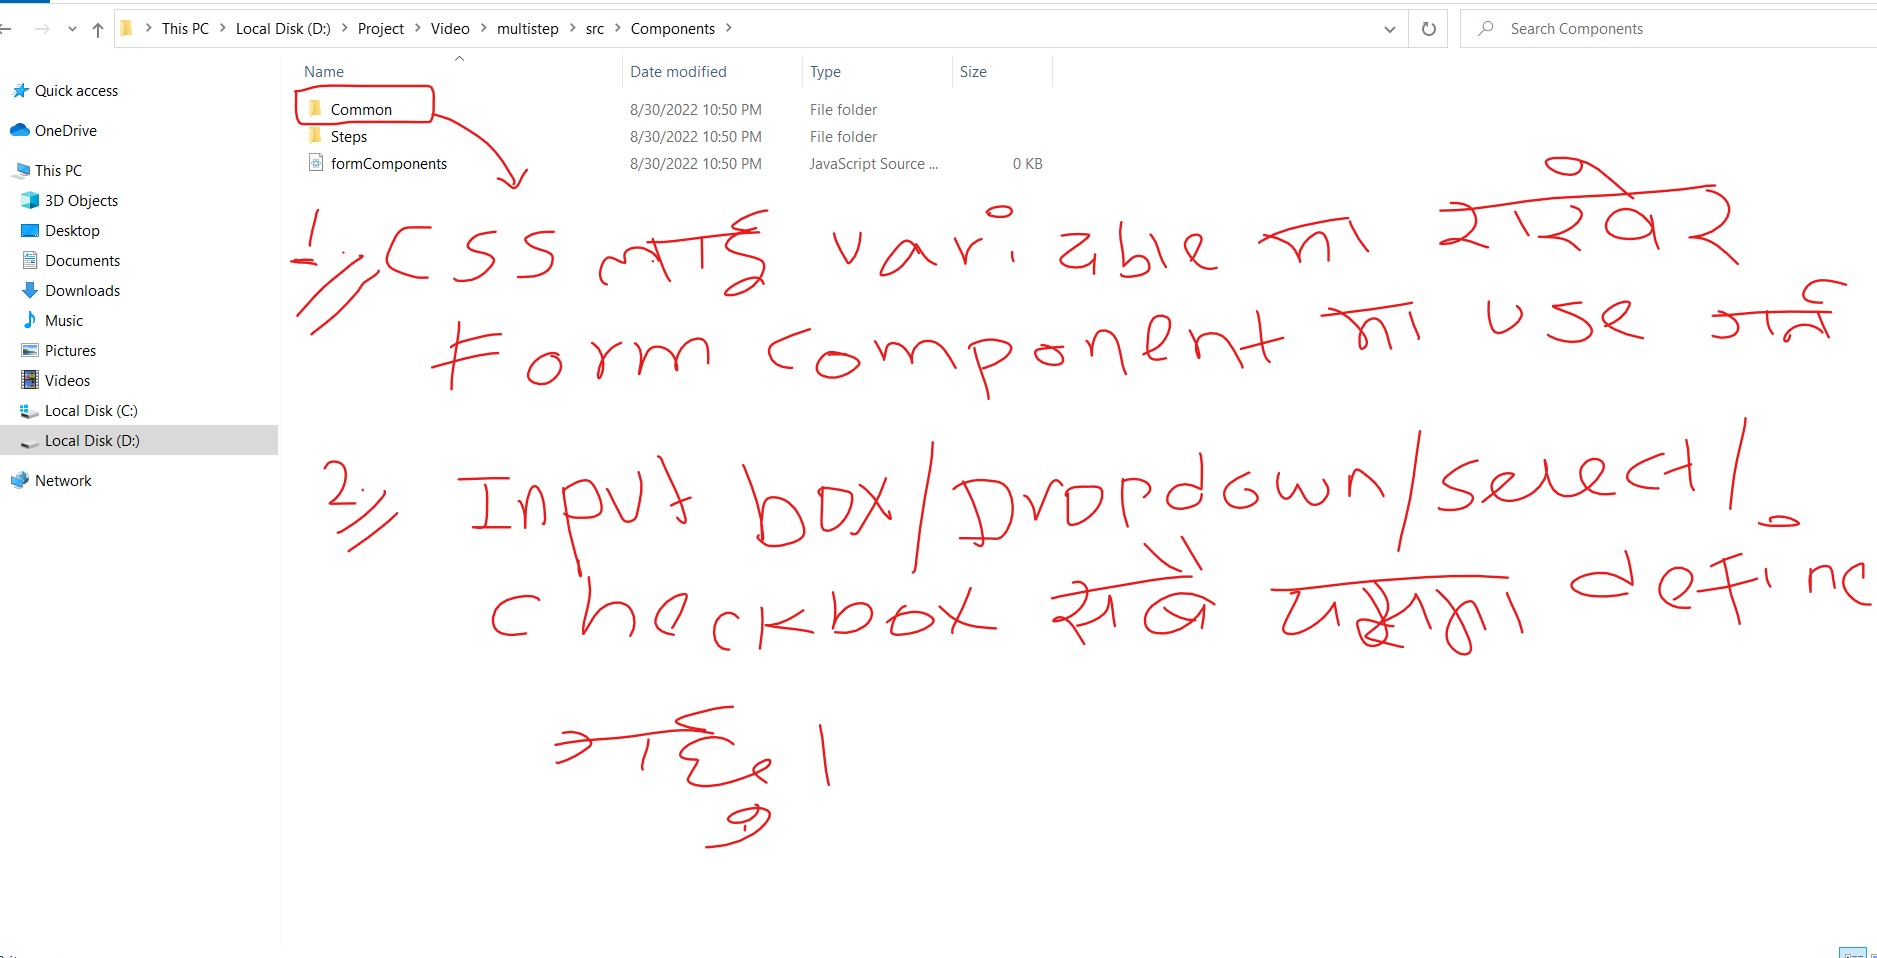 This PC > Local Disk (D:) > Project > Video > multistep > src > Components >
Search Components
Quick access
OneDrive
This PC
3D Objects
Desktop
Documents
Downloads
Music
Pictures
Videos
Local Disk (C:)
Local Disk (D:)
Network
Name Date modified Type Size
Common 8/30/2022 10:50 PM File folder
Steps 8/30/2022 10:50 PM File folder
formComponents 8/30/2022 10:50 PM JavaScript Source ... 0 KB
1. CSS लाई variable मा राखेर
Form component मा use गर्ने
2. Input box/Dropdown/select/
checkbox सबै यसमा define
गर्छु ।